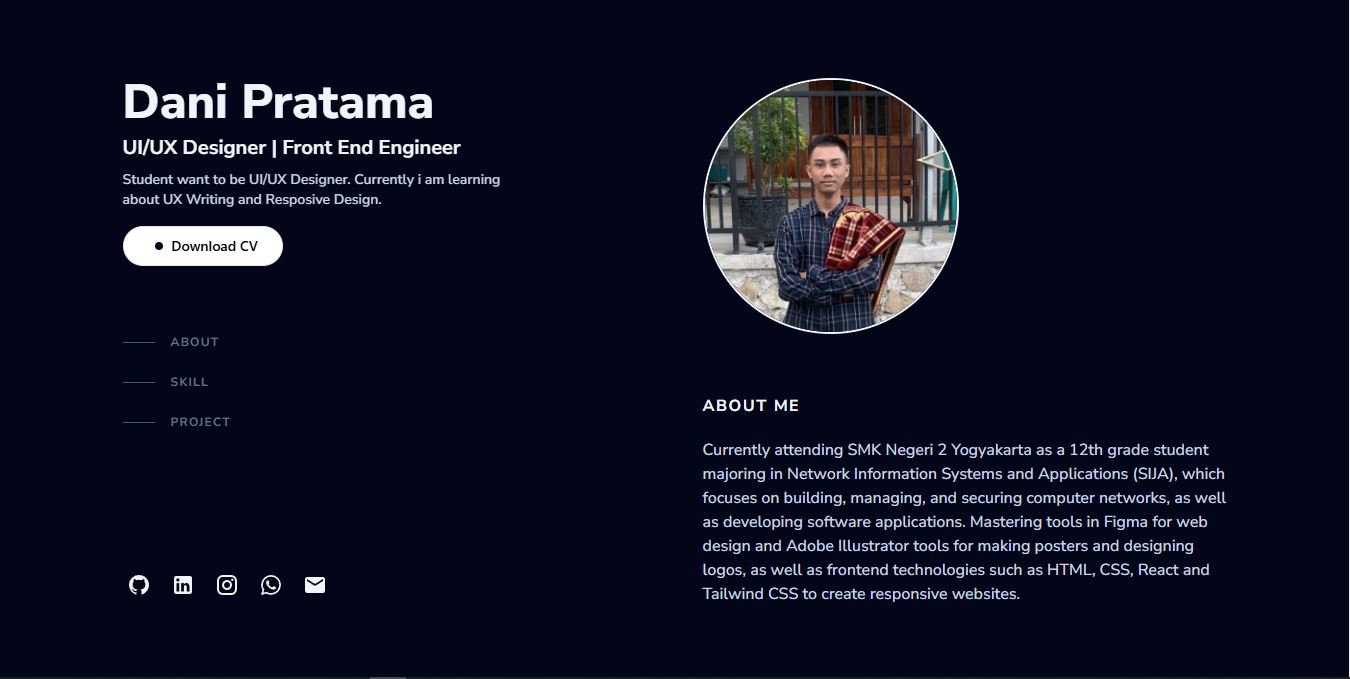 Dani Pratama
UI/UX Designer | Front End Engineer
Student want to be UI/UX Designer. Currently i am learning
about UX Writing and Resposive Design.
Download CV
ABOUT
SKILL
PROJECT
ABOUT ME
Currently attending SMK Negeri 2 Yogyakarta as a 12th grade student
majoring in Network Information Systems and Applications (SIJA), which
focuses on building, managing, and securing computer networks, as well
as developing software applications. Mastering tools in Figma for web
design and Adobe Illustrator tools for making posters and designing
logos, as well as frontend technologies such as HTML, CSS, React and
Tailwind CSS to create responsive websites.